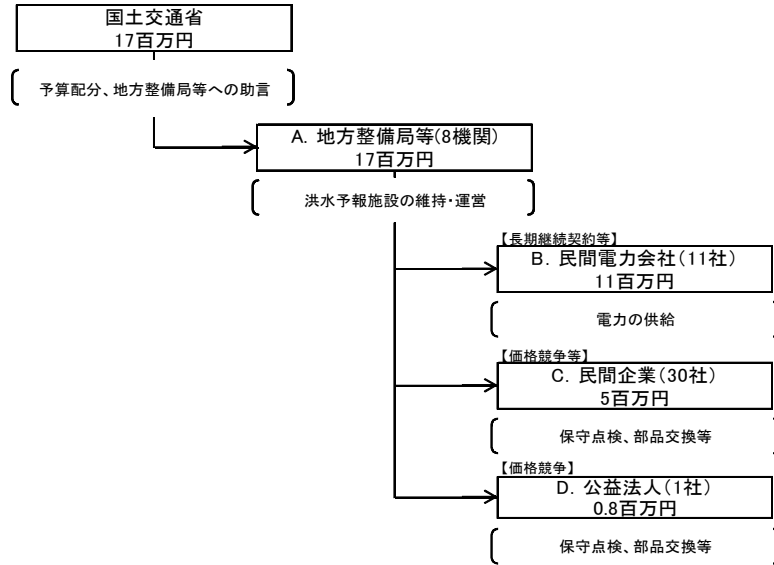 国土交通省
17百万円
予算配分、地方整備局等への助言
A. 地方整備局等(8機関)
17百万円
洪水予報施設の維持・運営
【長期継続契約等】
B. 民間電力会社(11社)
11百万円
電力の供給
【価格競争等】
C. 民間企業(30社)
5百万円
保守点検、部品交換等
【価格競争】
D. 公益法人(1社)
0.8百万円
保守点検、部品交換等